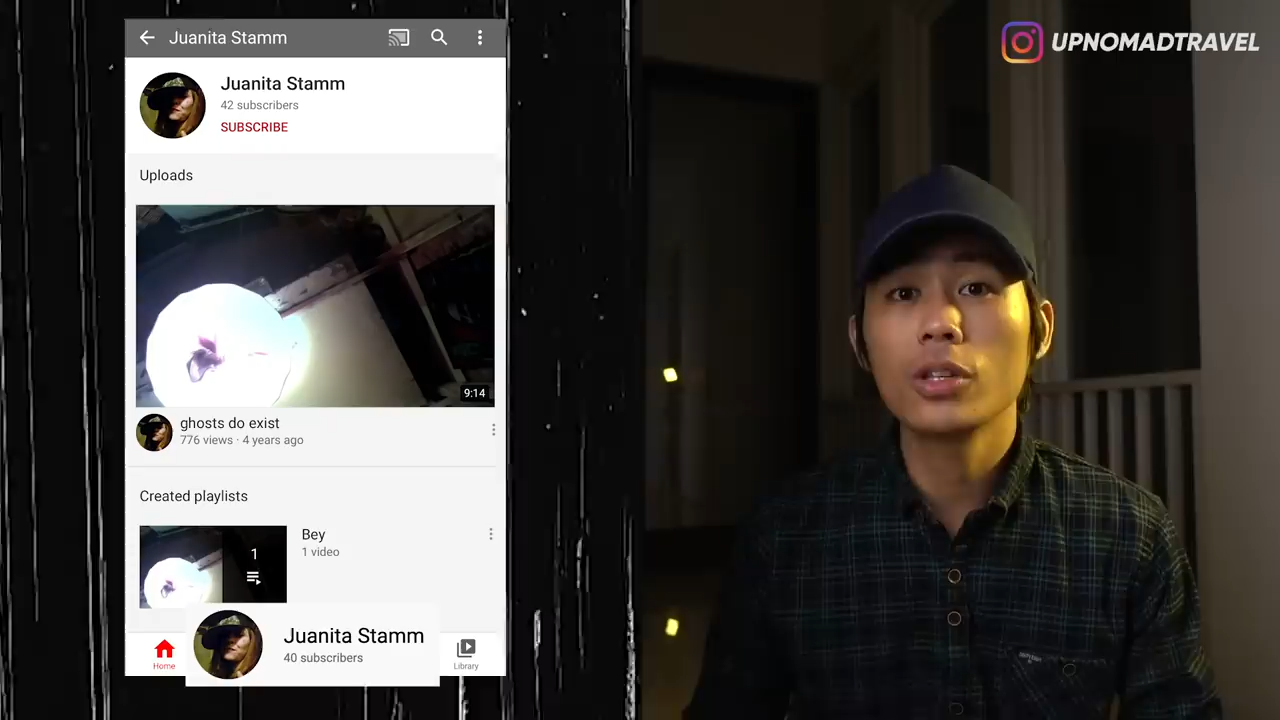 Juanita Stamm
Juanita Stamm
42 subscribers
SUBSCRIBE
Uploads
9:14
ghosts do exist
776 views · 4 years ago
Created playlists
1
Bey
1 video
Home
Juanita Stamm
40 subscribers
Library
UPNOMADTRAVEL